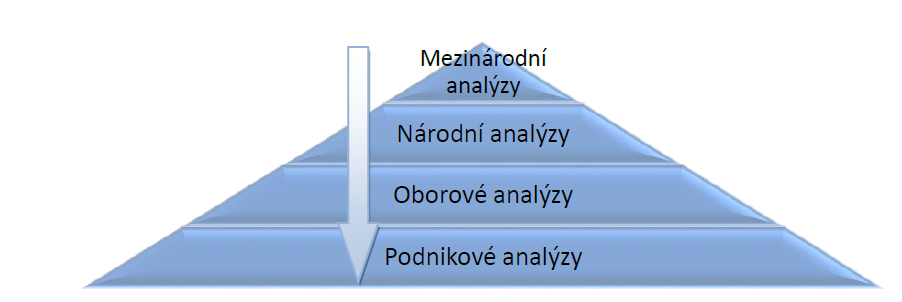 Mezinárodní
analýzy
Národní analýzy
Oborové analýzy
Podnikové analýzy